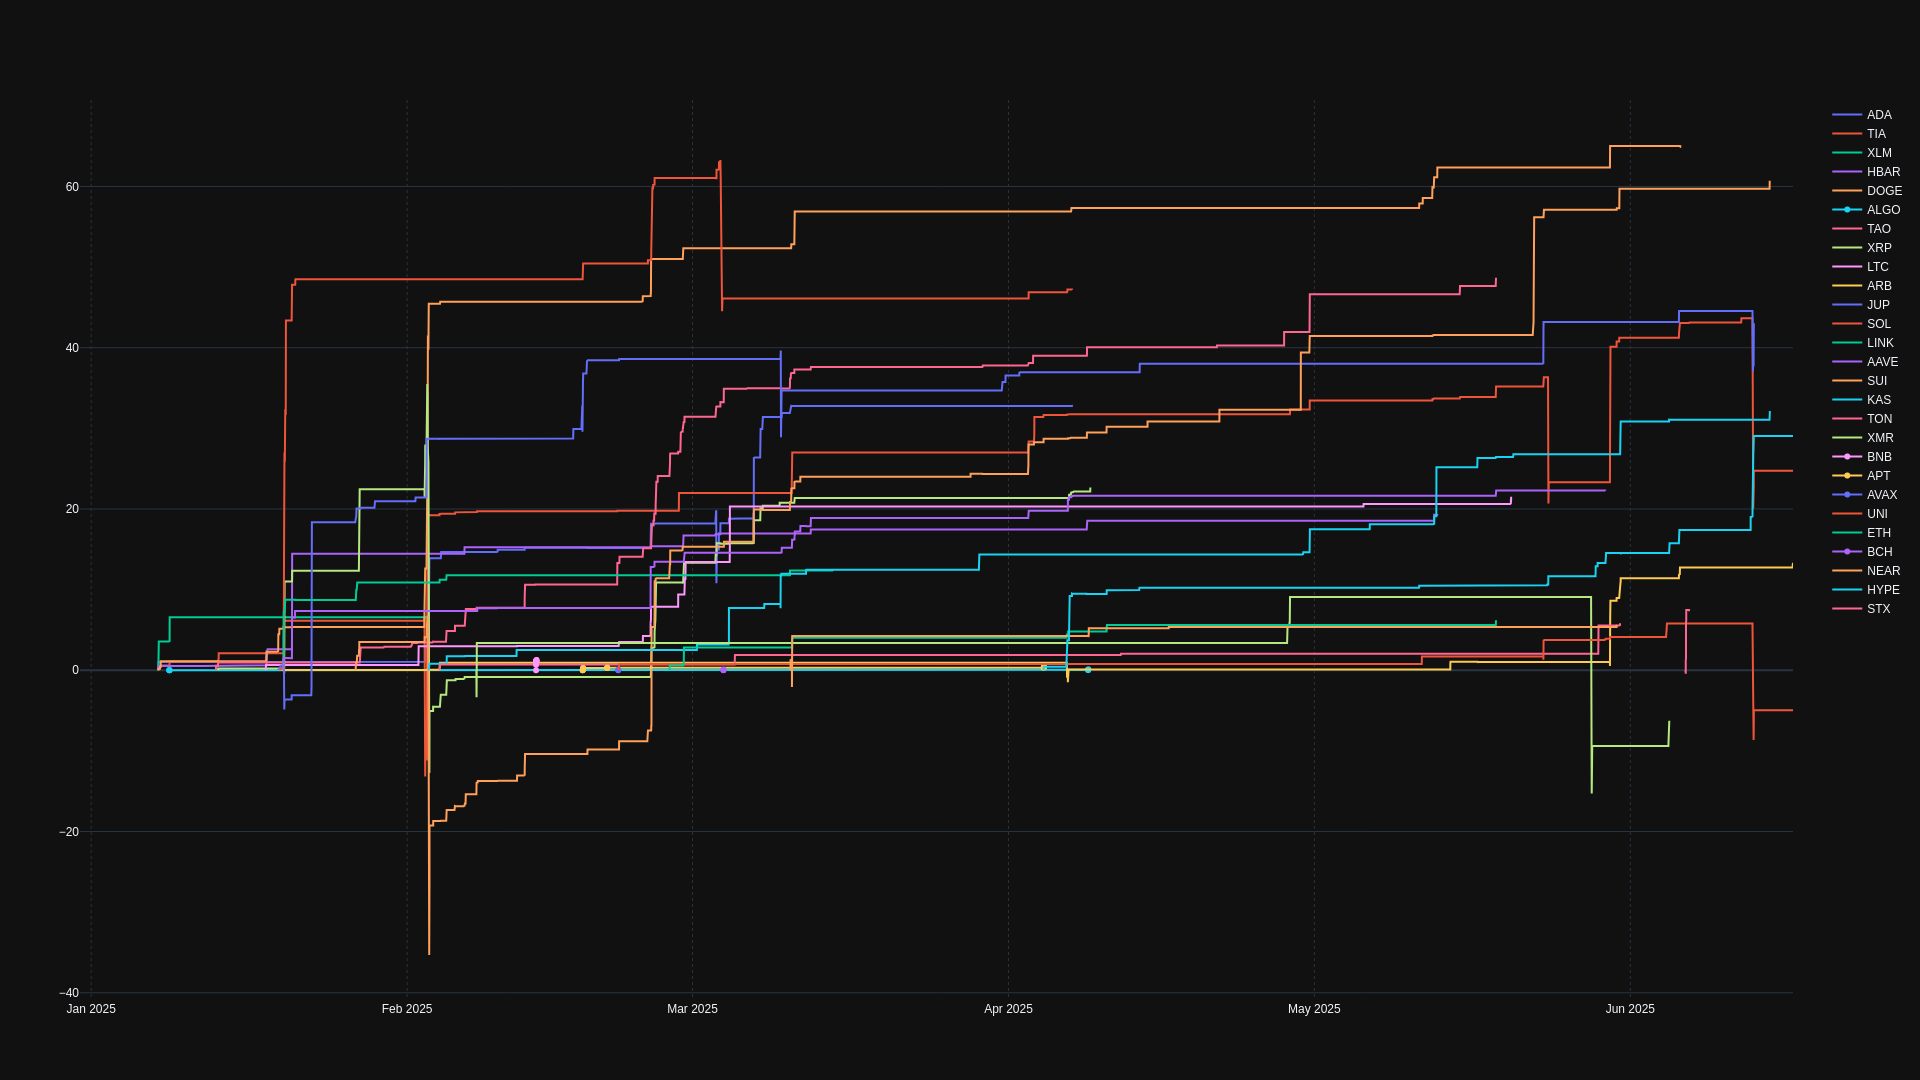 60
40
20
0
−20
−40
Jan 2025
Feb 2025
Mar 2025
Apr 2025
May 2025
Jun 2025
ADA
TIA
XLM
HBAR
DOGE
ALGO
TAO
XRP
LTC
ARB
JUP
SOL
LINK
AAVE
SUI
KAS
TON
XMR
BNB
APT
AVAX
UNI
ETH
BCH
NEAR
HYPE
STX